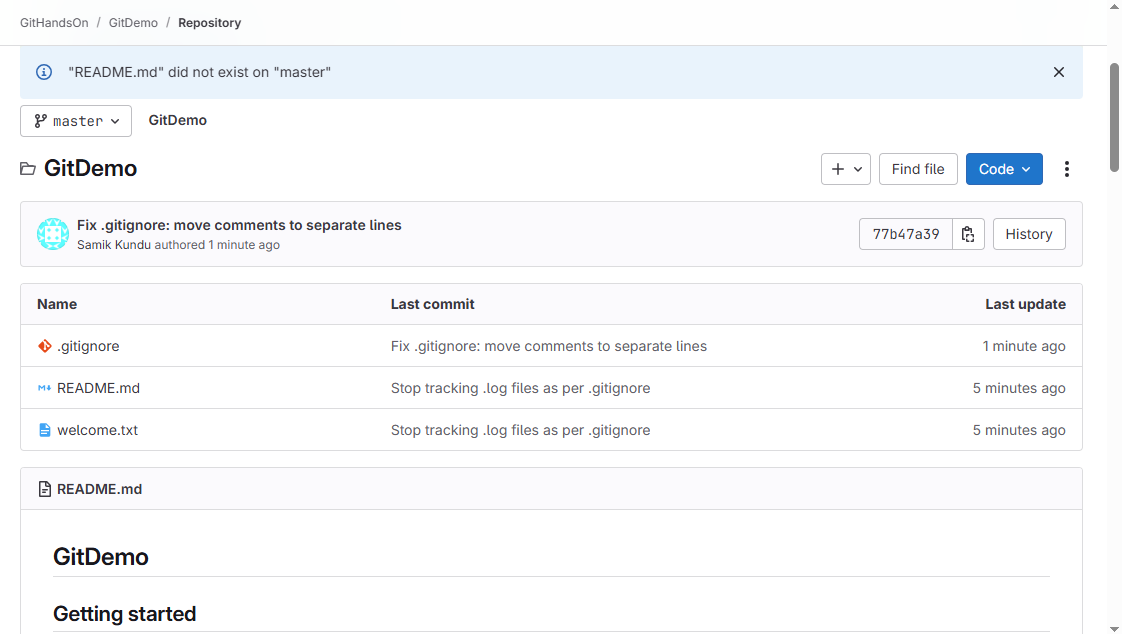 GitHandsOn / GitDemo / Repository
"README.md" did not exist on "master"
master GitDemo
GitDemo Find file Code
Fix .gitignore: move comments to separate lines
Samik Kundu authored 1 minute ago
77b47a39 History
Name Last commit Last update
.gitignore Fix .gitignore: move comments to separate lines 1 minute ago
README.md Stop tracking .log files as per .gitignore 5 minutes ago
welcome.txt Stop tracking .log files as per .gitignore 5 minutes ago
README.md
GitDemo
Getting started